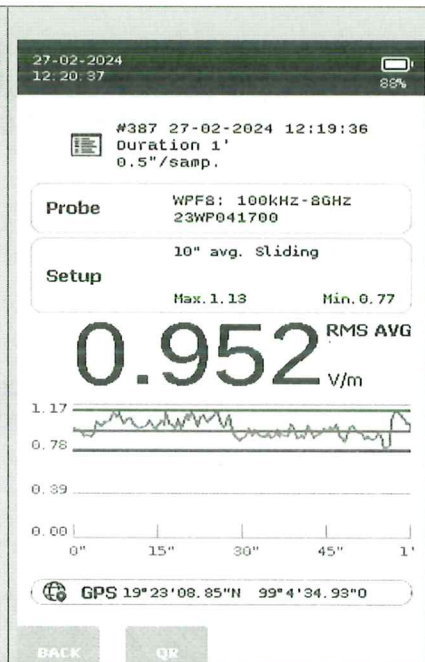 27-02-2024
12:20:37
88%
#387 27-02-2024 12:19:36
Duration 1'
0.5"/samp.
Probe
WPF8: 100kHz-8GHz
23WP041700
Setup
10" avg. Sliding
Max.1.13 Min.0.77
0.952 RMS AVG
V/m
1.17
0.78
0.39
0.00
0" 15" 30" 45" 1'
GPS 19°23'08.85"N 99°4'34.93"O
BACK QR